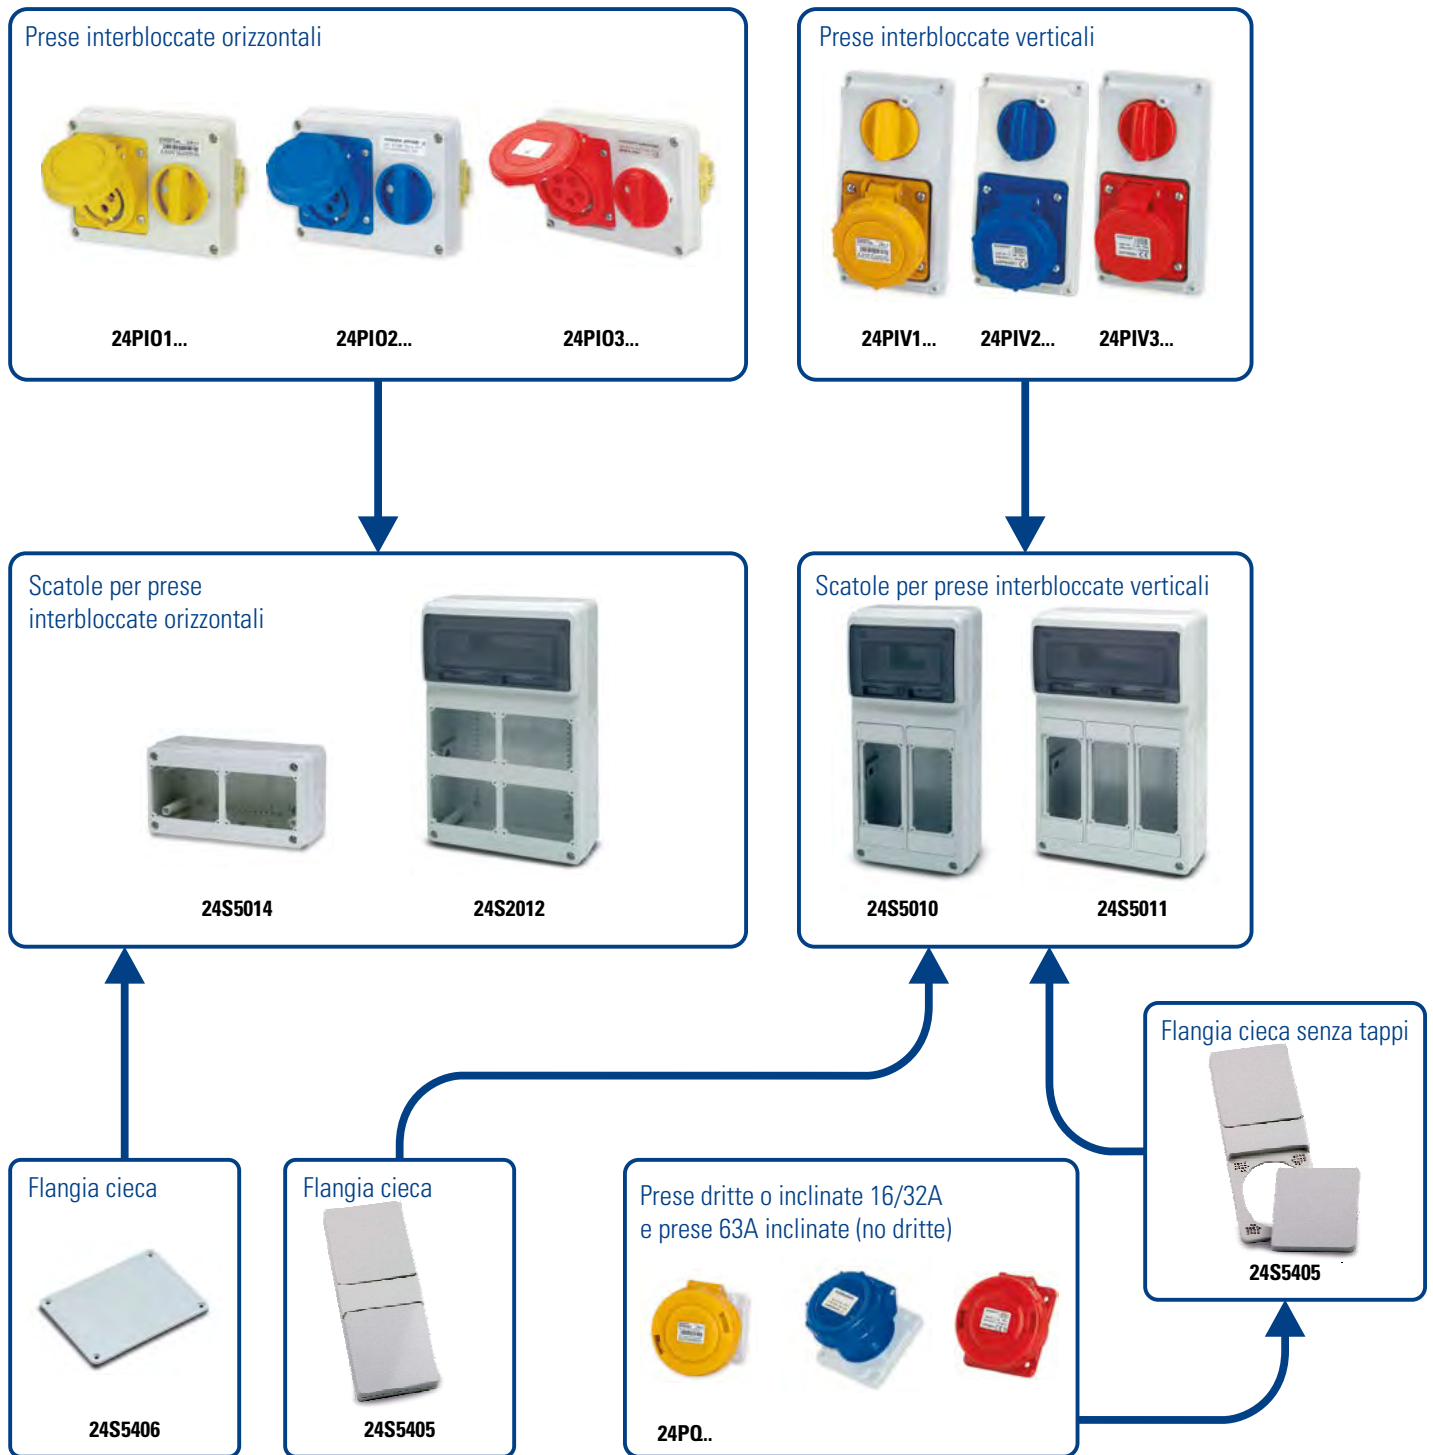 Prese interbloccate orizzontali
24PIO1...
24PIO2...
24PIO3...
Prese interbloccate verticali
24PIV1...
24PIV2...
24PIV3...
Scatole per prese
interbloccate orizzontali
24S5014
24S2012
Scatole per prese interbloccate verticali
24S5010
24S5011
Flangia cieca
24S5406
Flangia cieca
24S5405
Prese dritte o inclinate 16/32A
e prese 63A inclinate (no dritte)
24PQ..
Flangia cieca senza tappi
24S5405